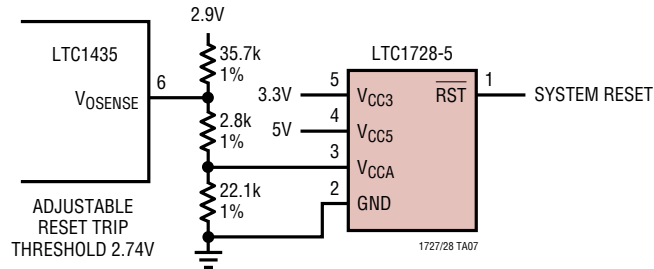 2.9V
LTC1435
6
VOSENSE
35.7k
1%
2.8k
1%
22.1k
1%
ADJUSTABLE
RESET TRIP
THRESHOLD 2.74V
LTC1728-5
3.3V
5
VCC3
5V
4
VCC5
3
VCCA
2
GND
RST
1
SYSTEM RESET
1727/28 TA07